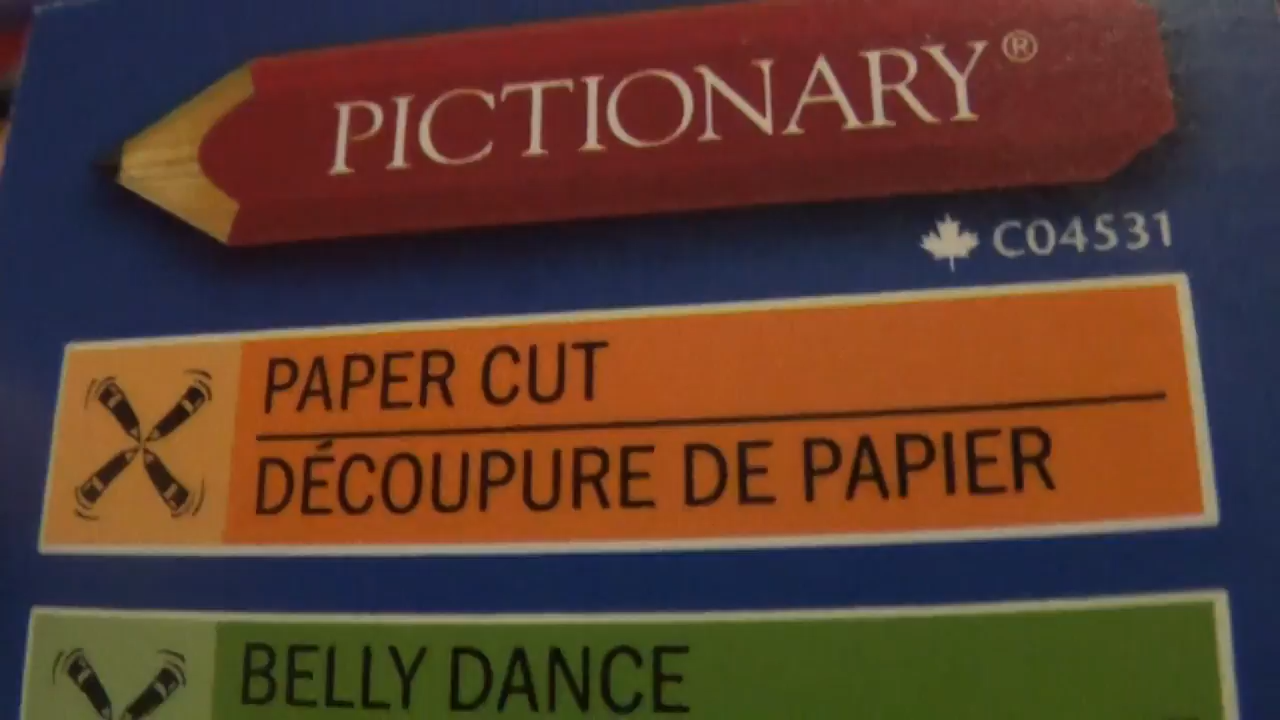 PICTIONARY®
C04531
PAPER CUT
DÉCOUPURE DE PAPIER
BELLY DANCE